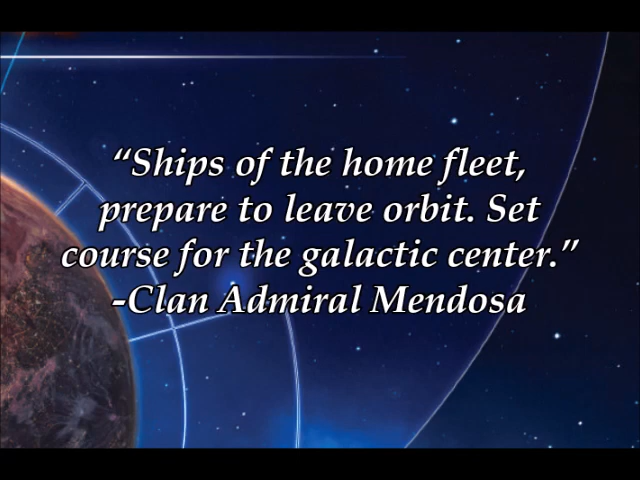 “Ships of the home fleet,
prepare to leave orbit. Set
course for the galactic center.”
-Clan Admiral Mendosa